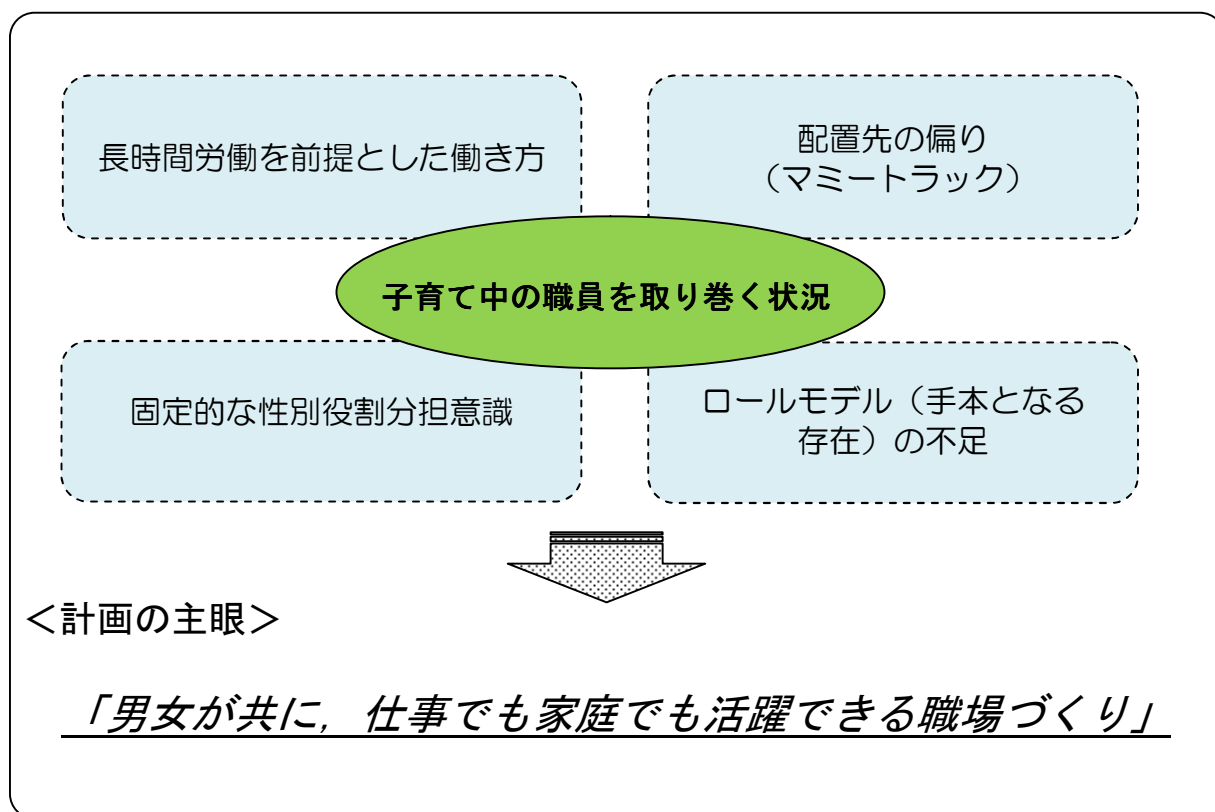 長時間労働を前提とした働き方
配置先の偏り
（マミートラック）
子育て中の職員を取り巻く状況
固定的な性別役割分担意識
ロールモデル（手本となる
存在）の不足
＜計画の主眼＞
「男女が共に，仕事でも家庭でも活躍できる職場づくり」